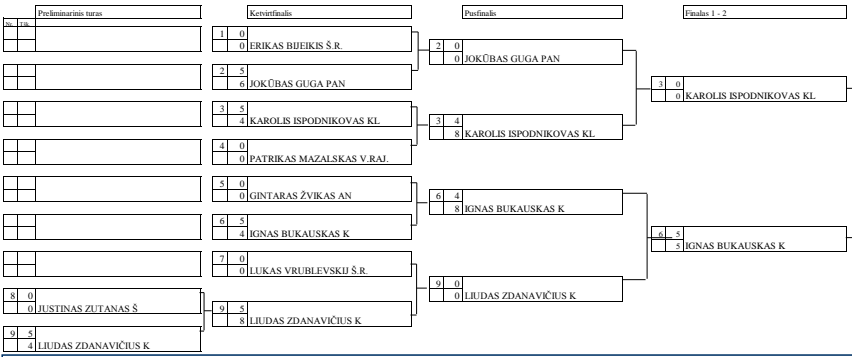 Preliminarinis turas
Ketvirtfinalis
Pusfinalis
Finalas 1 - 2
Nr.
1 0
0 ERIKAS BIJEIKIS Š.R.
2 5
6 JOKŪBAS GUGA PAN
3 5
4 KAROLIS ISPODNIKOVAS KL
4 0
0 PATRIKAS MAZALSKAS V.RAJ.
5 0
0 GINTARAS ŽVIKAS AN
6 5
4 IGNAS BUKAUSKAS K
7 0
0 LUKAS VRUBLEVSKIJ Š.R.
8 0
0 JUSTINAS ZUTANAS Š
9 5
4 LIUDAS ZDANAVIČIUS K
9 5
8 LIUDAS ZDANAVIČIUS K
2 0
0 JOKŪBAS GUGA PAN
3 4
8 KAROLIS ISPODNIKOVAS KL
6 4
8 IGNAS BUKAUSKAS K
9 0
0 LIUDAS ZDANAVIČIUS K
3 0
0 KAROLIS ISPODNIKOVAS KL
6 5
5 IGNAS BUKAUSKAS K